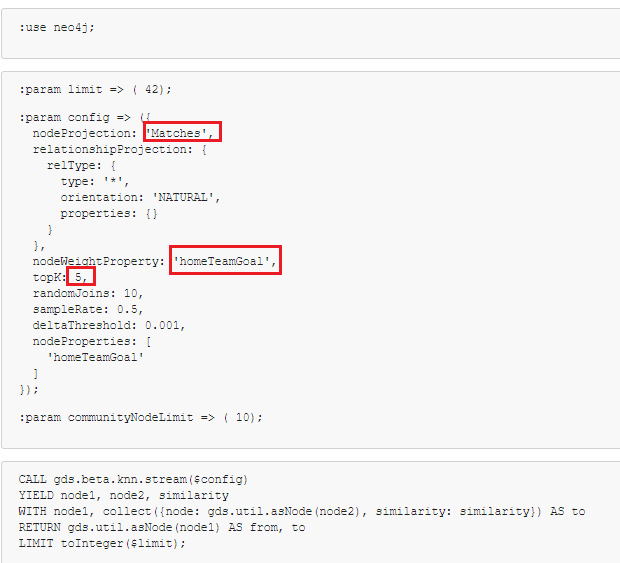 :use neo4j;
:param limit => ( 42);
:param config => ({
nodeProjection: 'Matches',
relationshipProjection: {
relType: {
type: '*',
orientation: 'NATURAL',
properties: {}
}
},
nodeWeightProperty: 'homeTeamGoal',
topK: 5,
randomJoins: 10,
sampleRate: 0.5,
deltaThreshold: 0.001,
nodeProperties: [
'homeTeamGoal'
]
});
:param communityNodeLimit => ( 10);
CALL gds.beta.knn.stream($config)
YIELD node1, node2, similarity
WITH node1, collect({node: gds.util.asNode(node2), similarity: similarity}) AS to
RETURN gds.util.asNode(node1) AS from, to
LIMIT toInteger($limit);